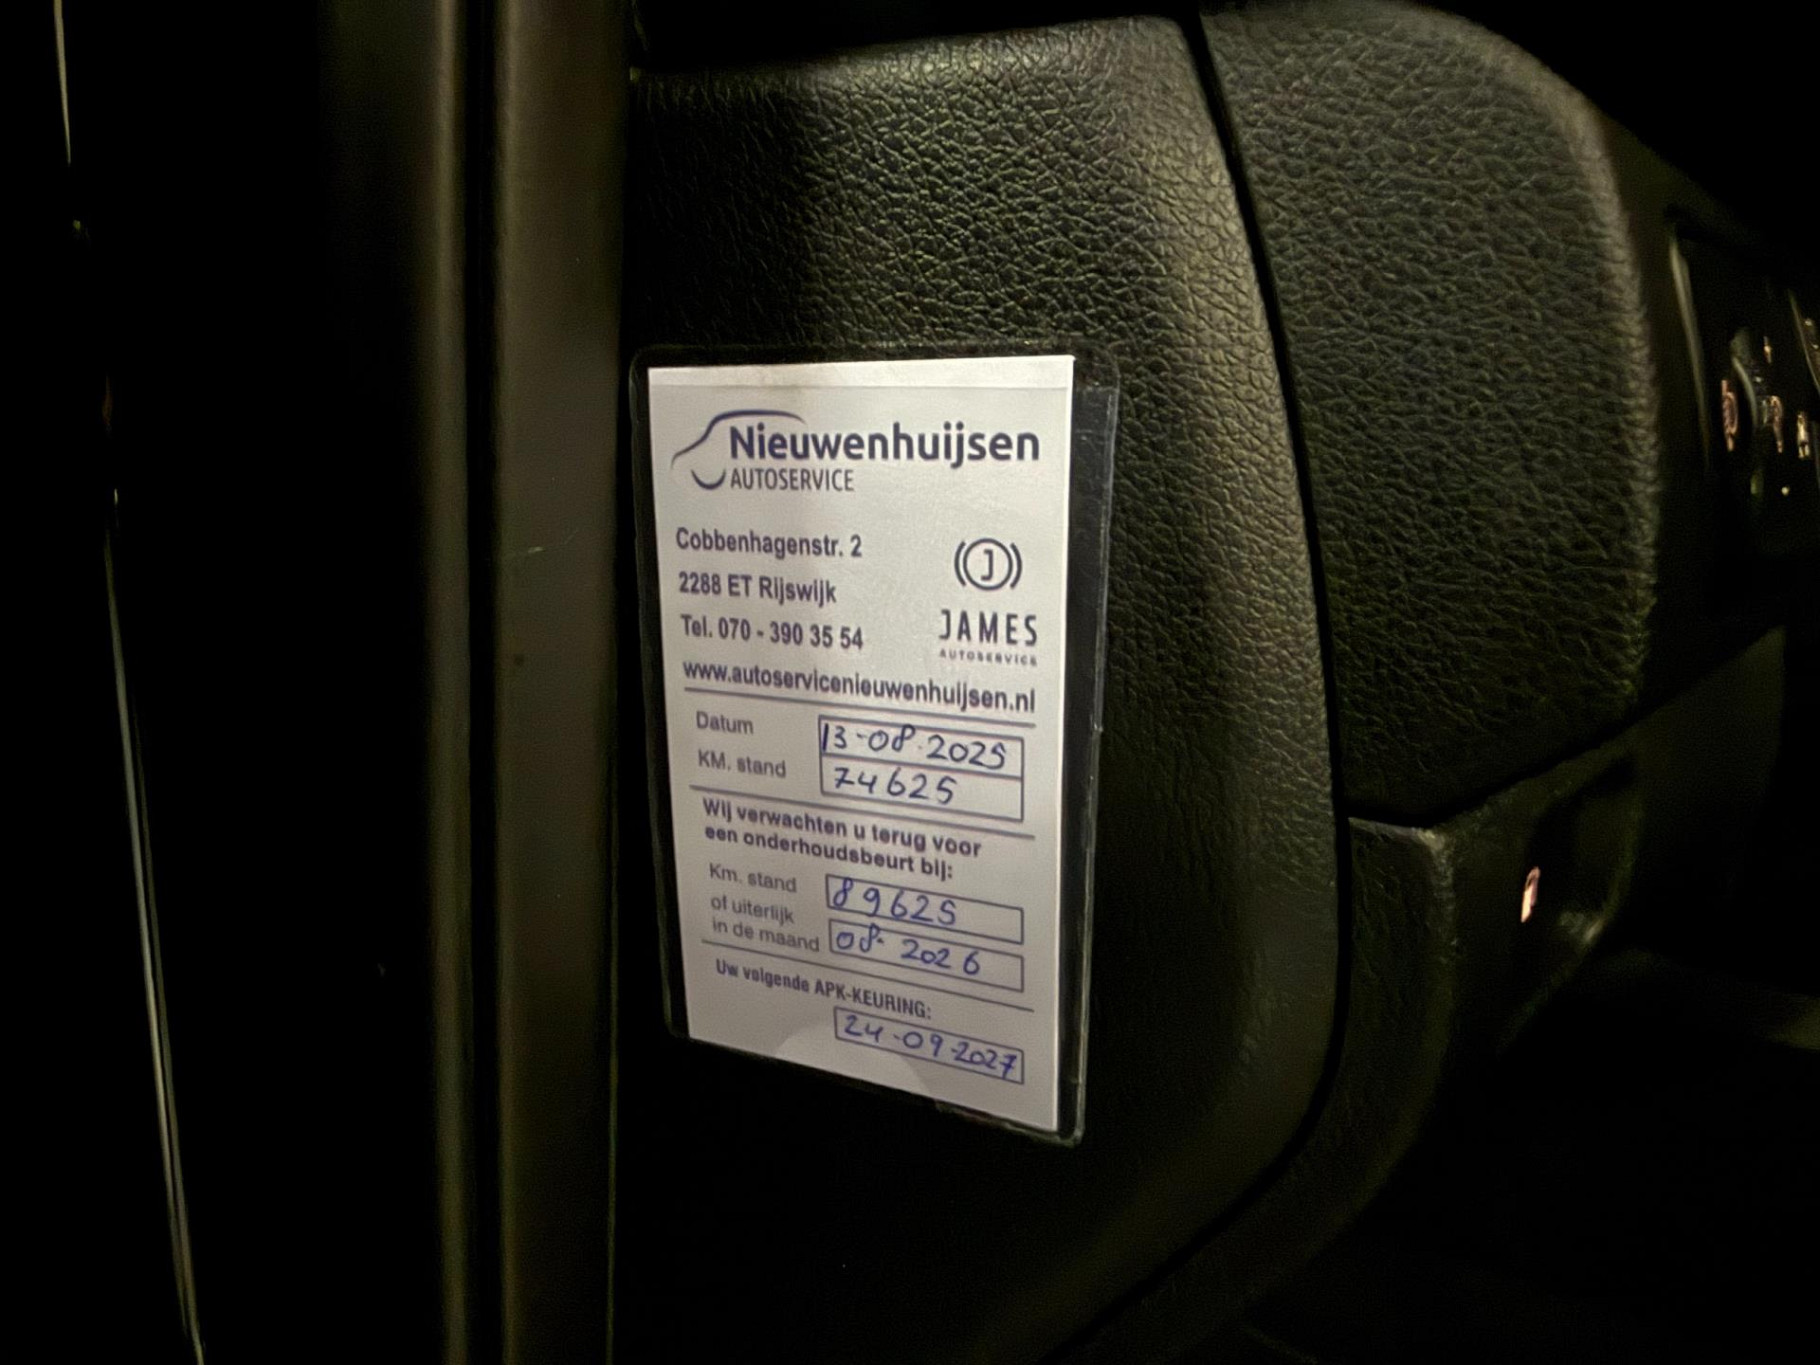 Nieuwenhuijsen
AUTOSERVICE
Cobbenhagenstr. 2
2288 ET Rijswijk
Tel. 070 - 390 35 54
J
JAMES
AUTOSERVICE
www.autoservicenieuwenhuijsen.nl
Datum 13-08-2025
KM. stand 74625
Wij verwachten u terug voor
een onderhoudsbeurt bij:
Km. stand 89625
of uiterlijk
in de maand 08-2026
Uw volgende APK-KEURING:
24-09-2027